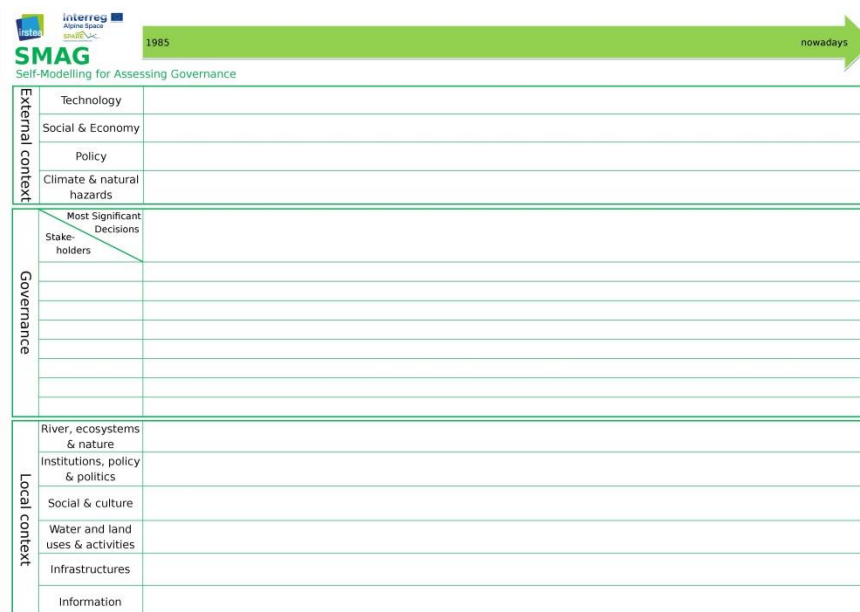 irstea
Interreg
Alpine Space
SPARE
SMAG
Self-Modelling for Assessing Governance
1985
nowadays
External context
Technology
Social & Economy
Policy
Climate & natural
hazards
Governance
Most Significant
Decisions
Stake-
holders
Local context
River, ecosystems
& nature
Institutions, policy
& politics
Social & culture
Water and land
uses & activities
Infrastructures
Information